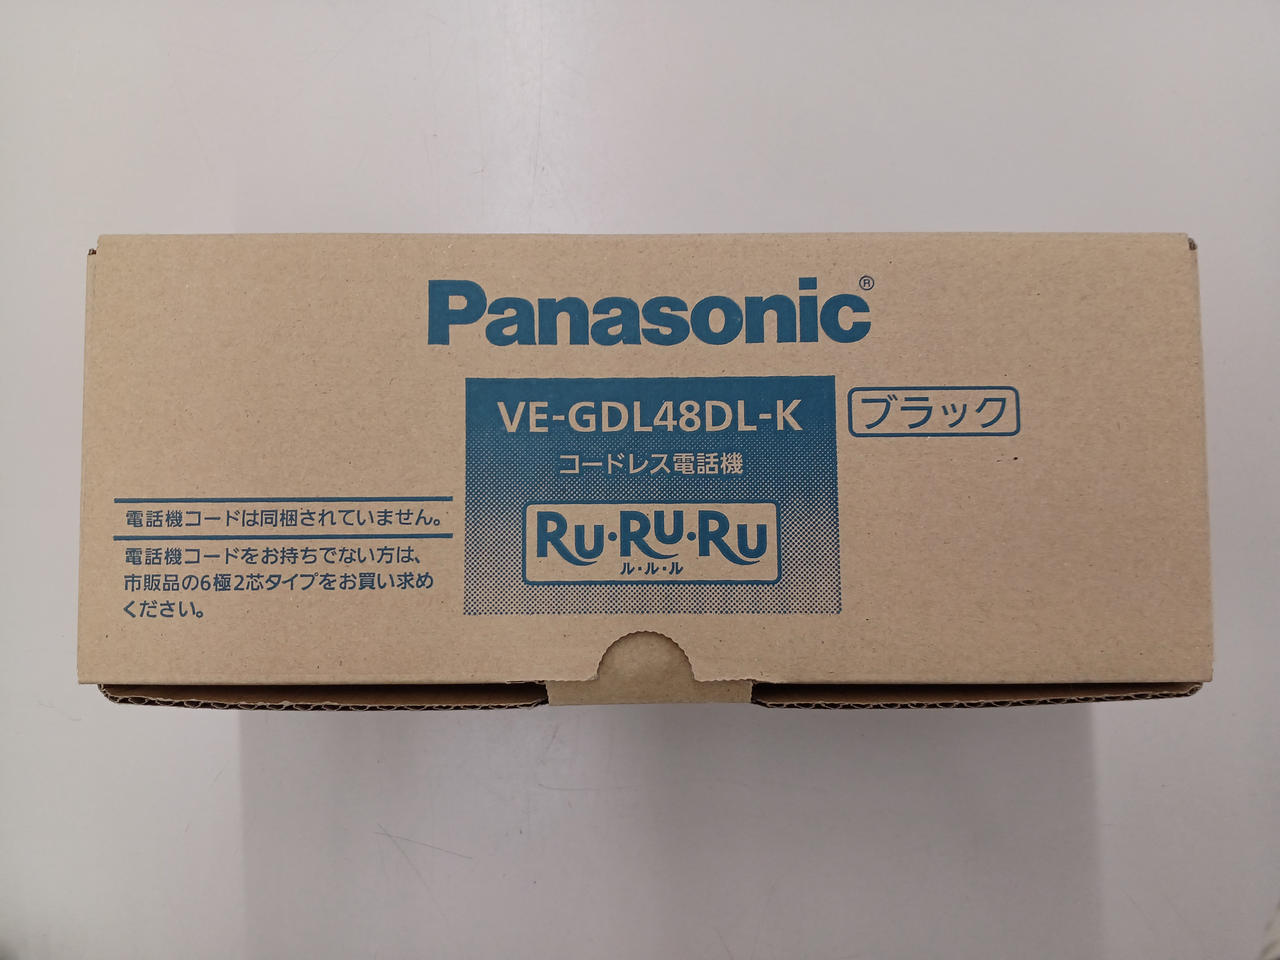 Panasonic®
VE-GDL48DL-K
ブラック
コードレス電話機
RU・RU・RU
ル・ル・ル
電話機コードは同梱されていません。
電話機コードをお持ちでない方は、
市販品の6極2芯タイプをお買い求め
ください。